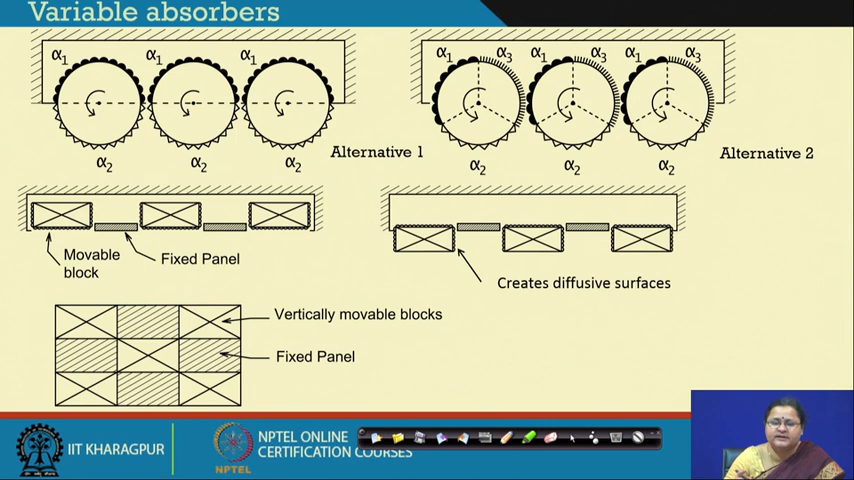 Variable absorbers
α1 α1 α1
α2 α2 α2
Alternative 1
α1 α3 α1 α3 α1 α3
α2 α2 α2
Alternative 2
Movable
block
Fixed Panel
Creates diffusive surfaces
Vertically movable blocks
Fixed Panel
IIT KHARAGPUR
NPTEL
NPTEL ONLINE
CERTIFICATION COURSES